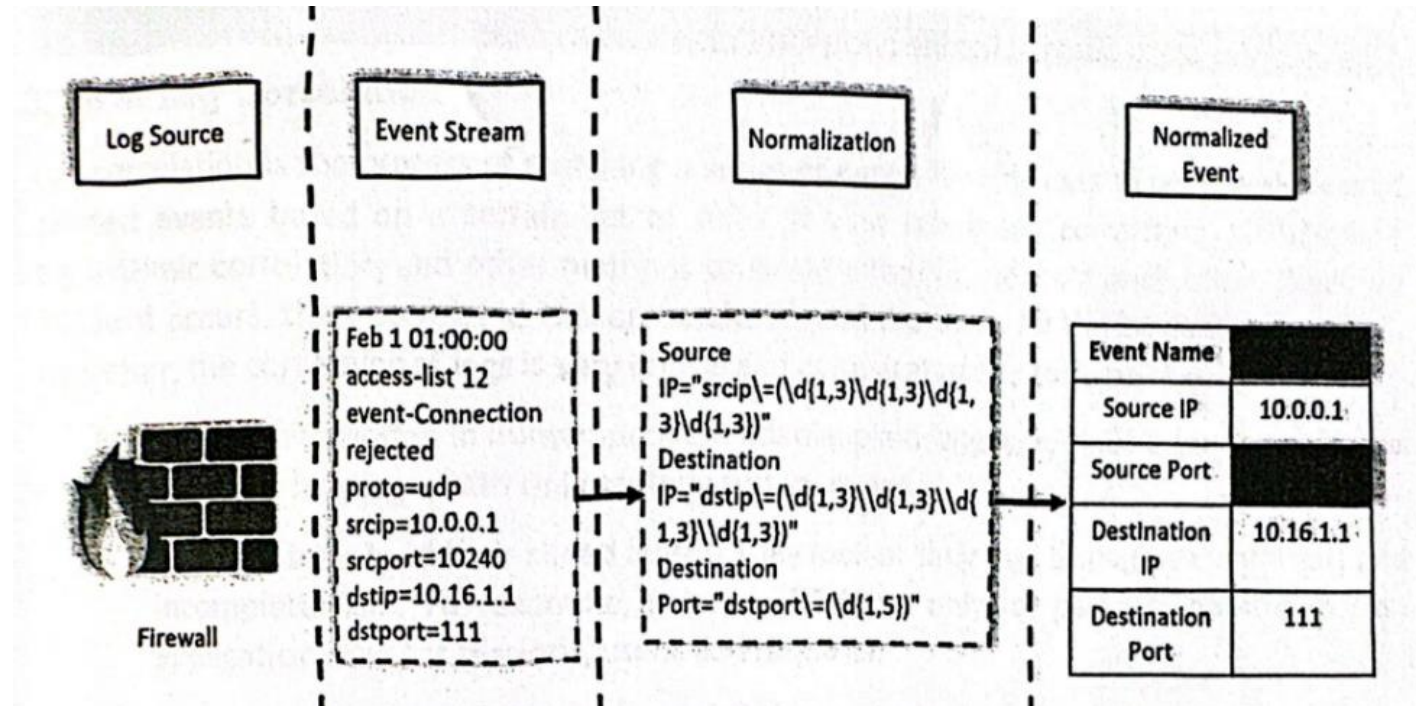 Log Source
Event Stream
Normalization
Normalized
Event
Firewall
Feb 1 01:00:00
access-list 12
event-Connection
rejected
proto=udp
srcip=10.0.0.1
srcport=10240
dstip=10.16.1.1
dstport=111
Source
IP="srcip\=(\d{1,3)\d{1,3)\d{1,
3)\d{1,3))"
Destination
IP="dstip\=(\d{1,3)\\d{1,3)\\d{
1,3)\\d{1,3))"
Destination
Port="dstport\=(\d{1,5))"
Event Name
Source IP 10.0.0.1
Source Port
Destination 10.16.1.1
IP
Destination 111
Port